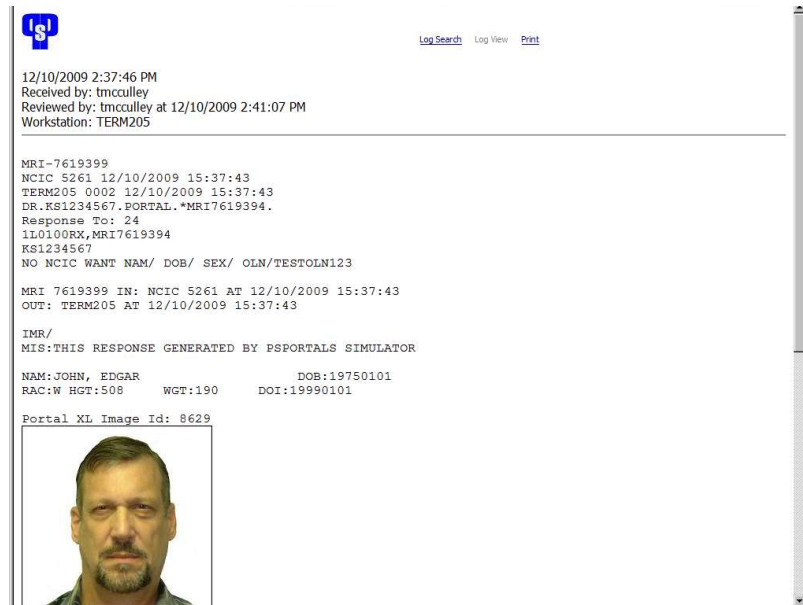 PSP
Log Search Log View Print
12/10/2009 2:37:46 PM
Received by: tmcculley
Reviewed by: tmcculley at 12/10/2009 2:41:07 PM
Workstation: TERM205
MRI-7619399
NCIC 5261 12/10/2009 15:37:43
TERM205 0002 12/10/2009 15:37:43
DR.KS1234567.PORTAL.*MRI7619394.
Response To: 24
1L0100RX,MRI7619394
KS1234567
NO NCIC WANT NAM/ DOB/ SEX/ OLN/TESTOLN123
MRI 7619399 IN: NCIC 5261 AT 12/10/2009 15:37:43
OUT: TERM205 AT 12/10/2009 15:37:43
IMR/
MIS:THIS RESPONSE GENERATED BY PSPORTALS SIMULATOR
NAM:JOHN, EDGAR DOB:19750101
RAC:W HGT:508 WGT:190 DOI:19990101
Portal XL Image Id: 8629